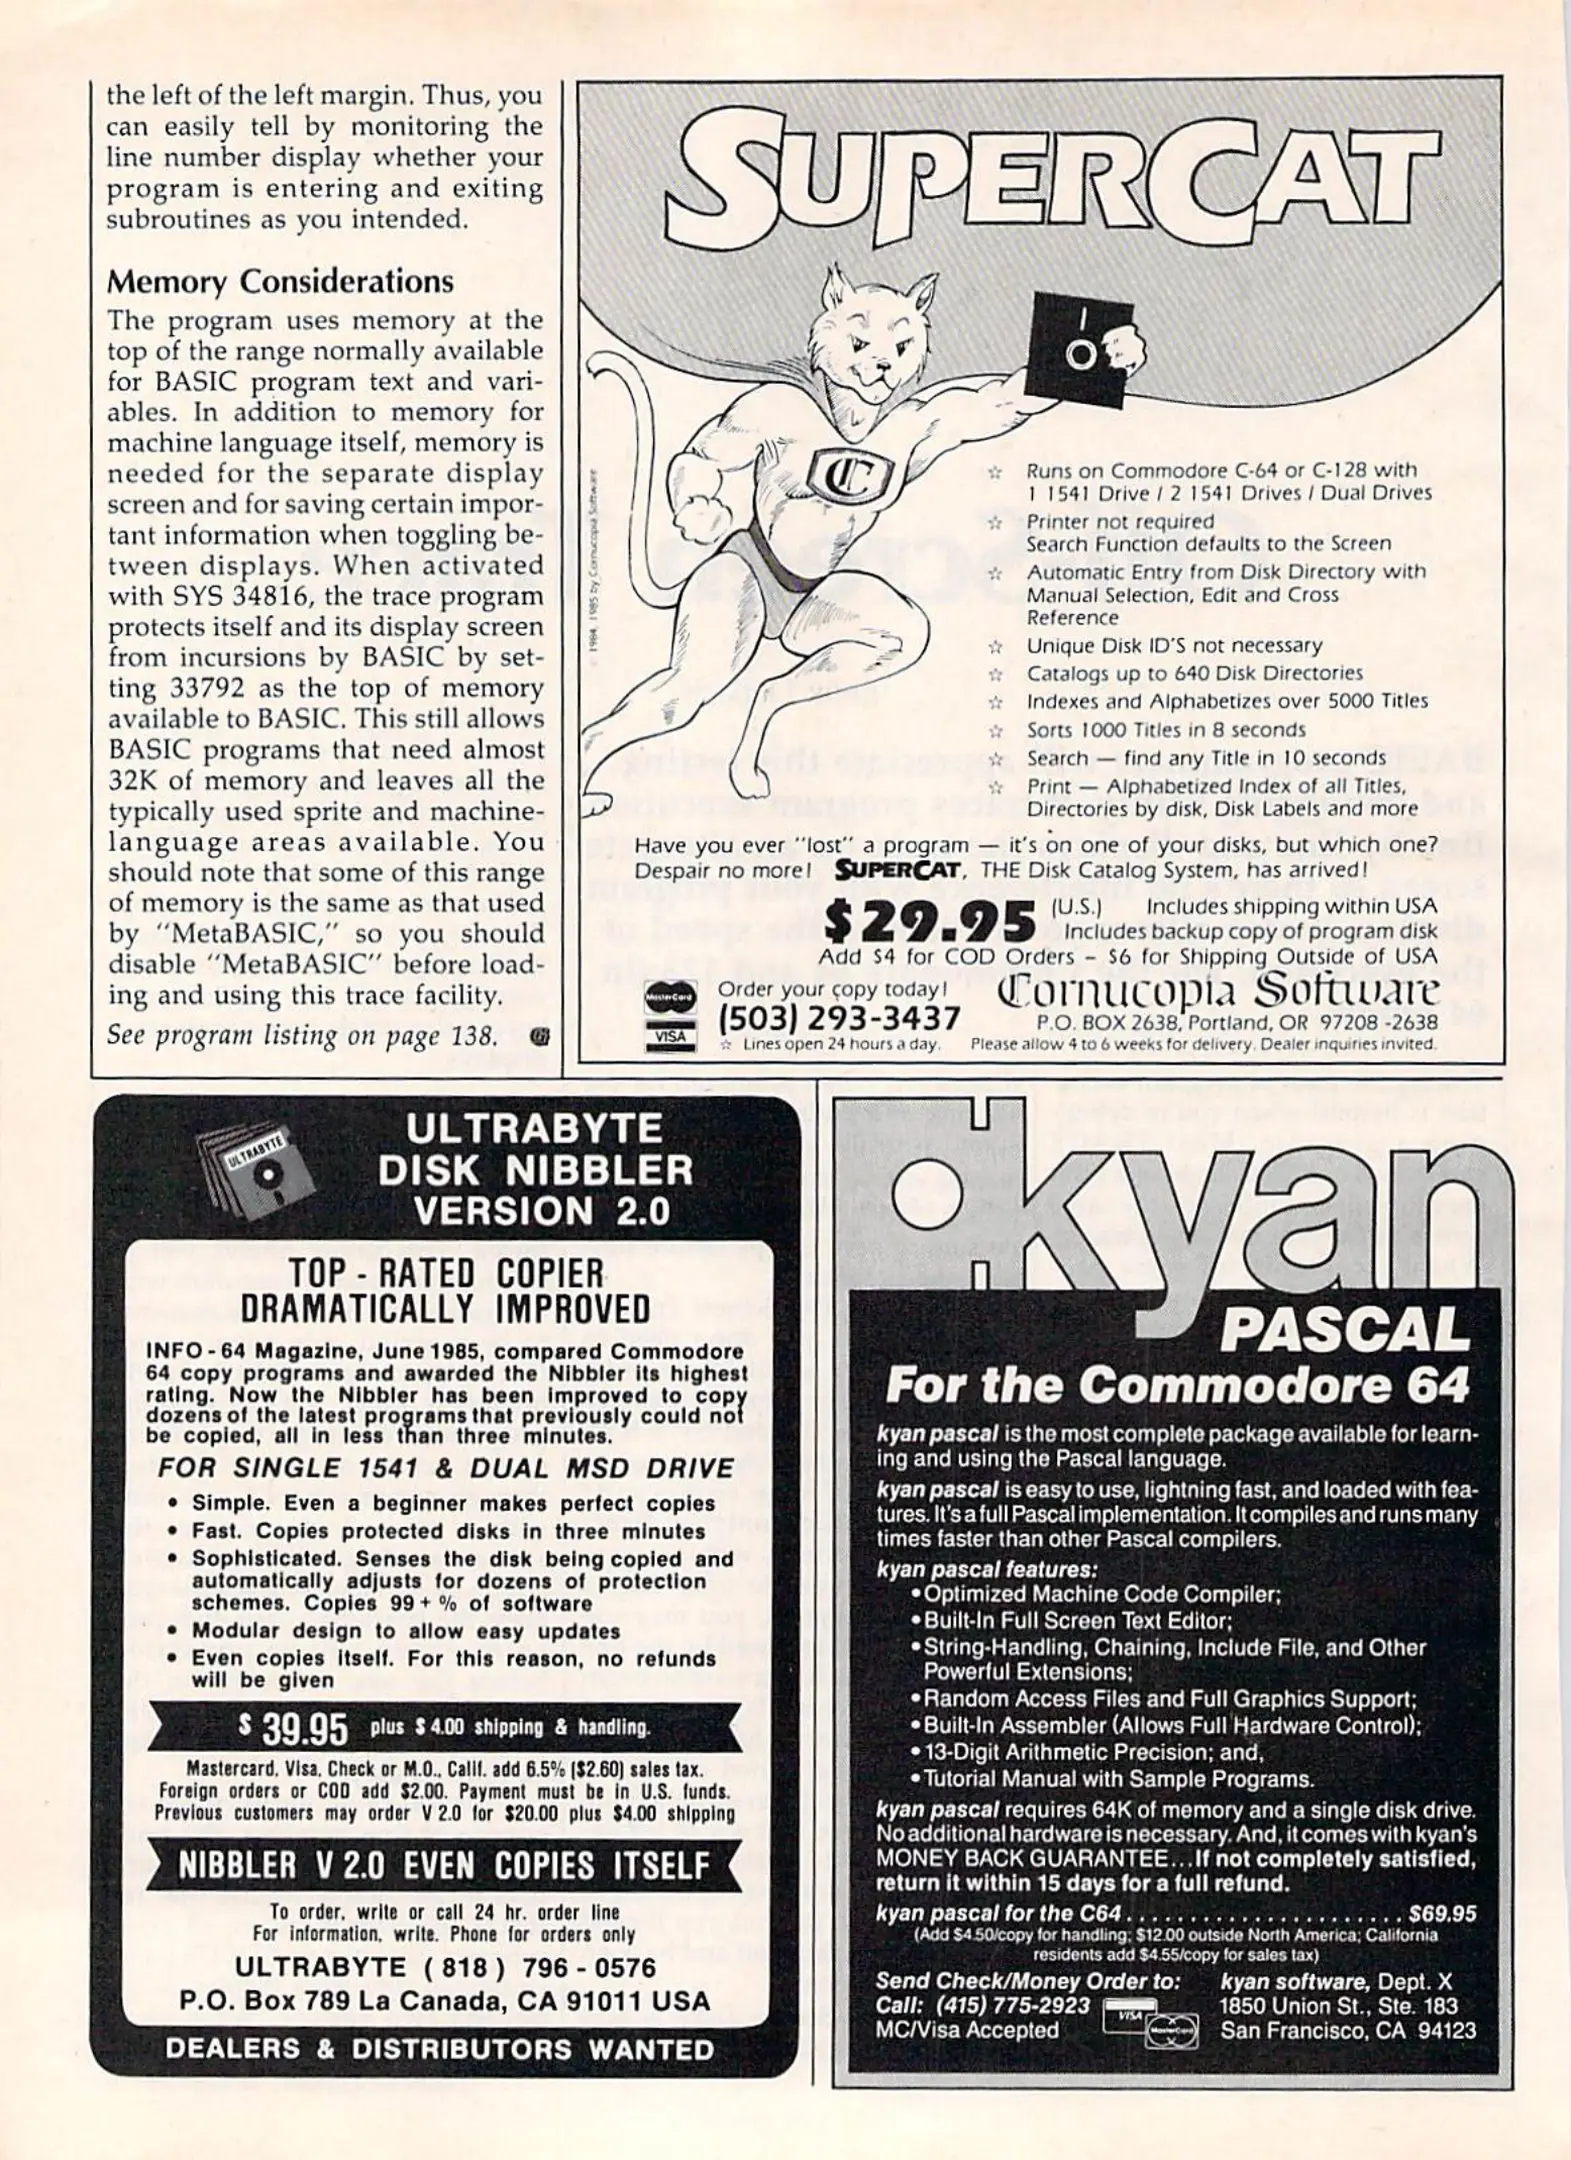 the left of the left margin. Thus, you
can easily tell by monitoring the
line number display whether your
program is entering and exiting
subroutines as you intended.
Memory Considerations
The program uses memory at the
top of the range normally available
for BASIC program text and vari-
ables. In addition to memory for
machine language itself, memory is
needed for the separate display
screen and for saving certain impor-
tant information when toggling be-
tween displays. When activated
with SYS 34816, the trace program
protects itself and its display screen
from incursions by BASIC by set-
ting 33792 as the top of memory
available to BASIC. This still allows
BASIC programs that need almost
32K of memory and leaves all the
typically used sprite and machine-
language areas available. You
should note that some of this range
of memory is the same as that used
by "MetaBASIC," so you should
disable "MetaBASIC" before load-
ing and using this trace facility.
See program listing on page 138.
SUPERCAT
C
© 1984, 1985 by Cornucopia Software
☆ Runs on Commodore C-64 or C-128 with
1 1541 Drive / 2 1541 Drives / Dual Drives
☆ Printer not required
Search Function defaults to the Screen
☆ Automatic Entry from Disk Directory with
Manual Selection, Edit and Cross
Reference
☆ Unique Disk ID'S not necessary
☆ Catalogs up to 640 Disk Directories
☆ Indexes and Alphabetizes over 5000 Titles
☆ Sorts 1000 Titles in 8 seconds
☆ Search — find any Title in 10 seconds
☆ Print — Alphabetized Index of all Titles,
Directories by disk, Disk Labels and more
Have you ever "lost" a program — it's on one of your disks, but which one?
Despair no more! SUPERCAT, THE Disk Catalog System, has arrived!
$29.95 (U.S.) Includes shipping within USA
Includes backup copy of program disk
Add $4 for COD Orders – $6 for Shipping Outside of USA
MasterCard
VISA
Order your copy today!
(503) 293-3437
☆ Lines open 24 hours a day.
Cornucopia Software
P.O. BOX 2638, Portland, OR 97208-2638
Please allow 4 to 6 weeks for delivery. Dealer inquiries invited.
ULTRABYTE
ULTRABYTE
DISK NIBBLER
VERSION 2.0
TOP - RATED COPIER
DRAMATICALLY IMPROVED
INFO - 64 Magazine, June 1985, compared Commodore
64 copy programs and awarded the Nibbler its highest
rating. Now the Nibbler has been improved to copy
dozens of the latest programs that previously could not
be copied, all in less than three minutes.
FOR SINGLE 1541 & DUAL MSD DRIVE
• Simple. Even a beginner makes perfect copies
• Fast. Copies protected disks in three minutes
• Sophisticated. Senses the disk being copied and
automatically adjusts for dozens of protection
schemes. Copies 99 + % of software
• Modular design to allow easy updates
• Even copies itself. For this reason, no refunds
will be given
$ 39.95 plus $ 4.00 shipping & handling.
Mastercard, Visa, Check or M.O., Calif. add 6.5% ($2.60) sales tax.
Foreign orders or COD add $2.00. Payment must be in U.S. funds.
Previous customers may order V 2.0 for $20.00 plus $4.00 shipping
NIBBLER V 2.0 EVEN COPIES ITSELF
To order, write or call 24 hr. order line
For information, write. Phone for orders only
ULTRABYTE ( 818 ) 796 - 0576
P.O. Box 789 La Canada, CA 91011 USA
DEALERS & DISTRIBUTORS WANTED
kyan
PASCAL
For the Commodore 64
kyan pascal is the most complete package available for learn-
ing and using the Pascal language.
kyan pascal is easy to use, lightning fast, and loaded with fea-
tures. It's a full Pascal implementation. It compiles and runs many
times faster than other Pascal compilers.
kyan pascal features:
• Optimized Machine Code Compiler;
• Built-In Full Screen Text Editor;
• String-Handling, Chaining, Include File, and Other
Powerful Extensions;
• Random Access Files and Full Graphics Support;
• Built-In Assembler (Allows Full Hardware Control);
• 13-Digit Arithmetic Precision; and,
• Tutorial Manual with Sample Programs.
kyan pascal requires 64K of memory and a single disk drive.
No additional hardware is necessary. And, it comes with kyan's
MONEY BACK GUARANTEE...If not completely satisfied,
return it within 15 days for a full refund.
kyan pascal for the C64 . . . . . . . . . . . . . . . . . . . . . . $69.95
(Add $4.50/copy for handling; $12.00 outside North America; California
residents add $4.55/copy for sales tax)
Send Check/Money Order to:
Call: (415) 775-2923
MC/Visa Accepted
VISA
MasterCard
kyan software, Dept. X
1850 Union St., Ste. 183
San Francisco, CA 94123